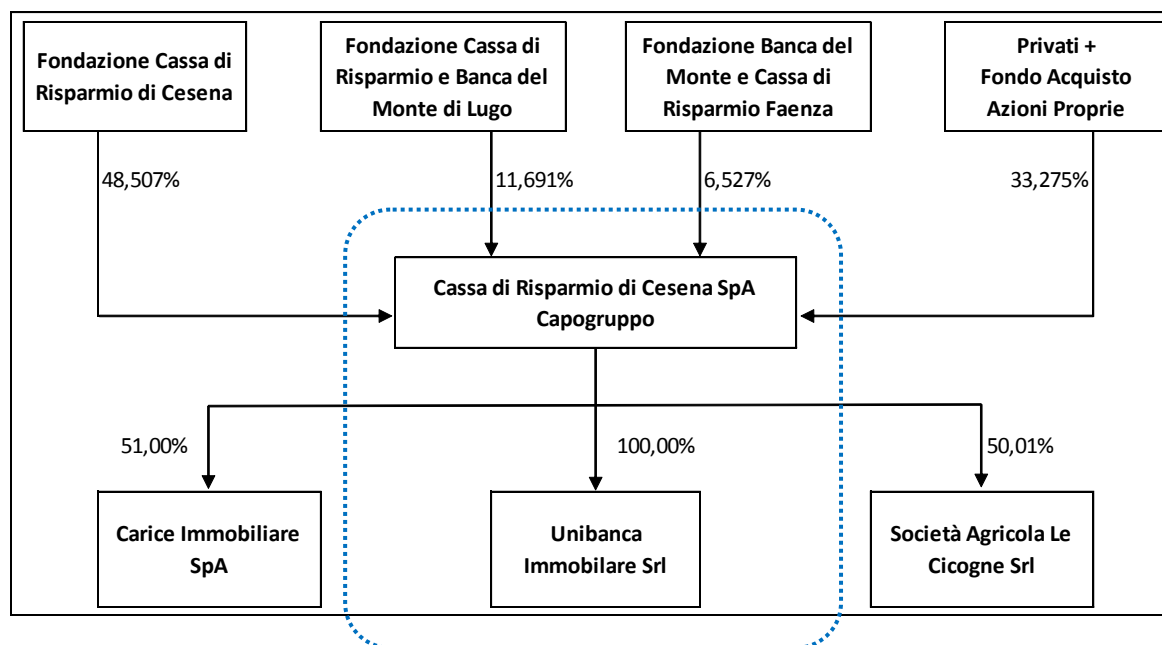 Fondazione Cassa di
Risparmio di Cesena
Fondazione Cassa di
Risparmio e Banca del
Monte di Lugo
Fondazione Banca del
Monte e Cassa di
Risparmio Faenza
Privati +
Fondo Acquisto
Azioni Proprie
48,507%
11,691%
6,527%
33,275%
Cassa di Risparmio di Cesena SpA
Capogruppo
51,00%
100,00%
50,01%
Carice Immobiliare
SpA
Unibanca
Immobilare Srl
Società Agricola Le
Cicogne Srl